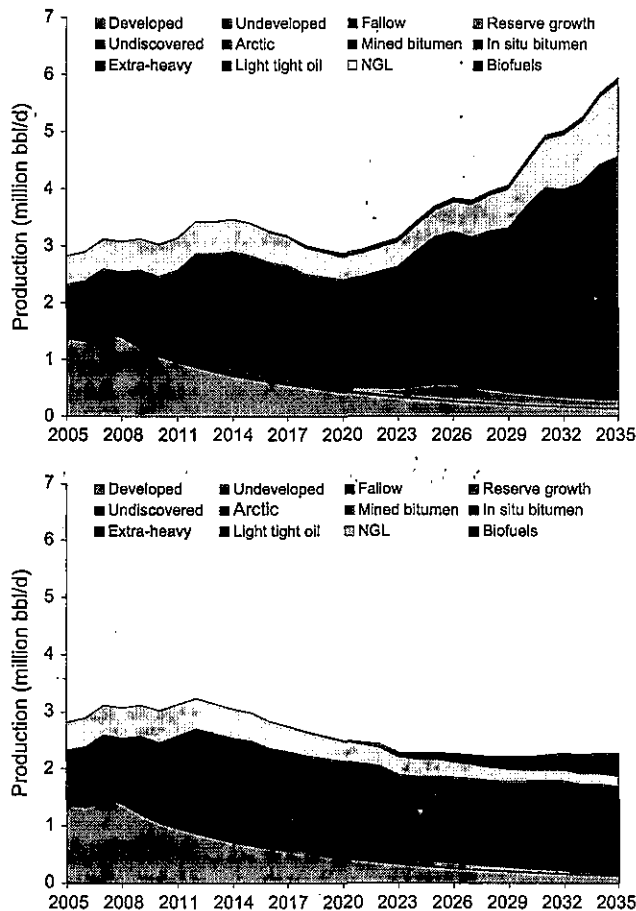 7
Developed Undeveloped Fallow Reserve growth
Undiscovered Arctic Mined bitumen In situ bitumen
6
Extra-heavy Light tight oil NGL Biofuels
5
4
3
2
1
0
Production (million bbl/d)
2005 2008 2011 2014 2017 2020 2023 2026 2029 2032 2035
7
Developed Undeveloped Fallow Reserve growth
Undiscovered Arctic Mined bitumen In situ bitumen
6
Extra-heavy Light tight oil NGL Biofuels
5
4
3
2
1
0
Production (million bbl/d)
2005 2008 2011 2014 2017 2020 2023 2026 2029 2032 2035